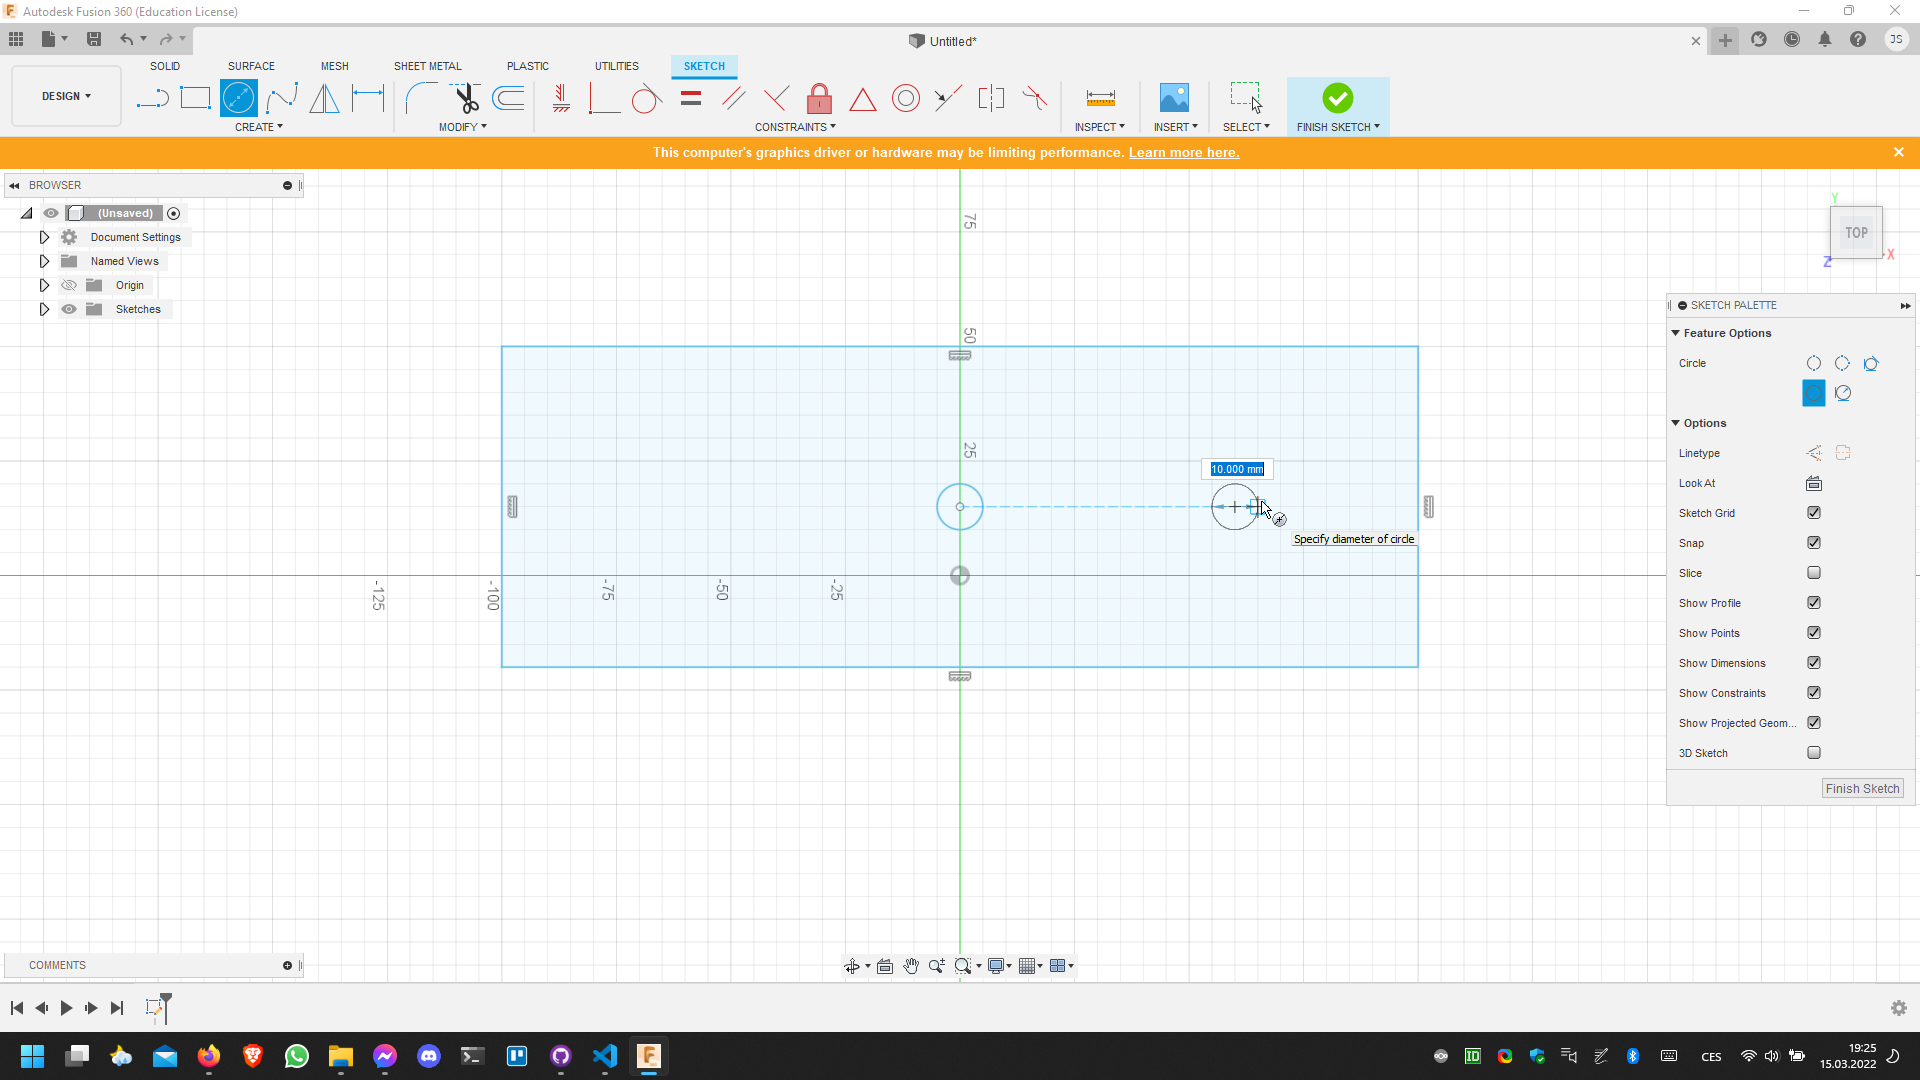 Autodesk Fusion 360 (Education License)
Untitled*
JS
DESIGN
SOLID
SURFACE
MESH
SHEET METAL
PLASTIC
UTILITIES
SKETCH
CREATE
MODIFY
CONSTRAINTS
INSPECT
INSERT
SELECT
FINISH SKETCH
This computer's graphics driver or hardware may be limiting performance. Learn more here.
BROWSER
(Unsaved)
Document Settings
Named Views
Origin
Sketches
75
50
25
-125
-100
-75
-50
-25
10.000 mm
Specify diameter of circle
Y
TOP
X
Z
SKETCH PALETTE
Feature Options
Circle
Options
Linetype
Look At
Sketch Grid
Snap
Slice
Show Profile
Show Points
Show Dimensions
Show Constraints
Show Projected Geom...
3D Sketch
Finish Sketch
COMMENTS
ID
CES
19:25
15.03.2022